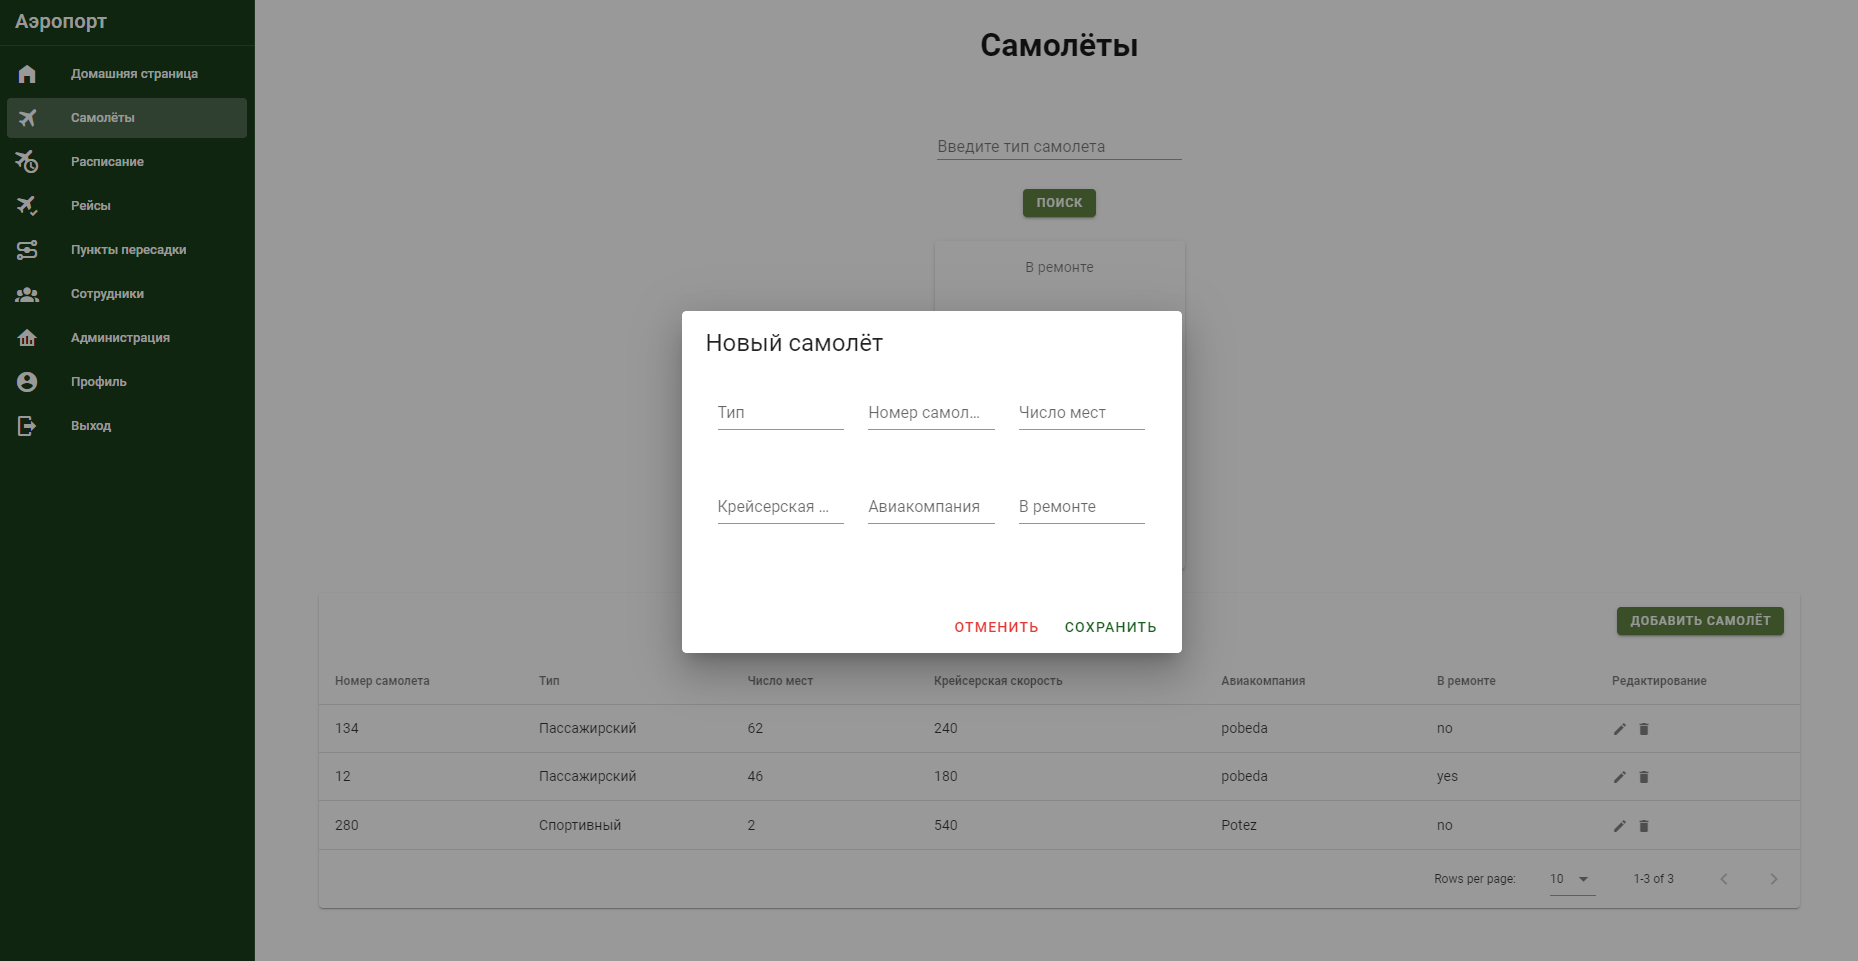 Аэропорт
Домашняя страница
Самолёты
Расписание
Рейсы
Пункты пересадки
Сотрудники
Администрация
Профиль
Выход
Самолёты
Введите тип самолета
ПОИСК
В ремонте
Новый самолёт
Тип Номер самол... Число мест
Крейсерская ... Авиакомпания В ремонте
ОТМЕНИТЬ СОХРАНИТЬ
ДОБАВИТЬ САМОЛЁТ
Номер самолета Тип Число мест Крейсерская скорость Авиакомпания В ремонте Редактирование
134 Пассажирский 62 240 pobeda no
12 Пассажирский 46 180 pobeda yes
280 Спортивный 2 540 Potez no
Rows per page: 10 1-3 of 3